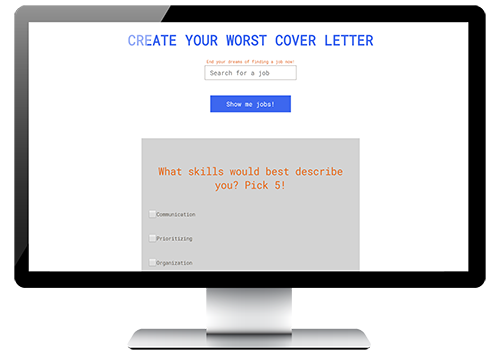 CREATE YOUR WORST COVER LETTER
End your dreams of finding a job now!
Search for a job
Show me jobs!
What skills would best describe
you? Pick 5!
Communication
Prioritizing
Organization